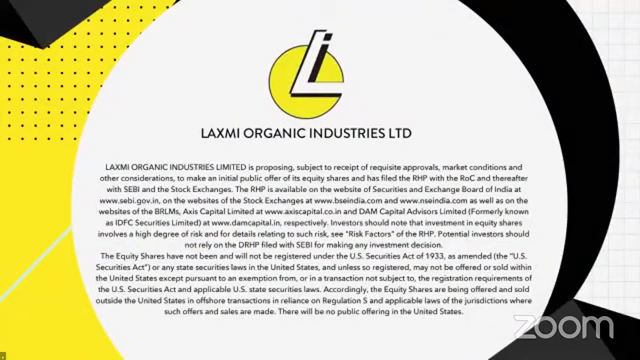 Li
LAXMI ORGANIC INDUSTRIES LTD
LAXMI ORGANIC INDUSTRIES LIMITED is proposing, subject to receipt of requisite approvals, market conditions and
other considerations, to make an initial public offer of its equity shares and has filed the RHP with the RoC and thereafter
with SEBI and the Stock Exchanges. The RHP is available on the website of Securities and Exchange Board of India at
www.sebi.gov.in, on the websites of the Stock Exchanges at www.bseindia.com and www.nseindia.com as well as on the
websites of the BRLMs, Axis Capital Limited at www.axiscapital.co.in and DAM Capital Advisors Limited (Formerly known
as IDFC Securities Limited) at www.damcapital.in, respectively. Investors should note that investment in equity shares
involves a high degree of risk and for details relating to such risk, see "Risk Factors" of the RHP. Potential investors should
not rely on the DRHP filed with SEBI for making any investment decision.
The Equity Shares have not been and will not be registered under the U.S. Securities Act of 1933, as amended (the "U.S.
Securities Act") or any state securities laws in the United States, and unless so registered, may not be offered or sold within
the United States except pursuant to an exemption from, or in a transaction not subject to, the registration requirements of
the U.S. Securities Act and applicable U.S. state securities laws. Accordingly, the Equity Shares are being offered and sold
outside the United States in offshore transactions in reliance on Regulation S and applicable laws of the jurisdictions where
such offers and sales are made. There will be no public offering in the United States.
zoom